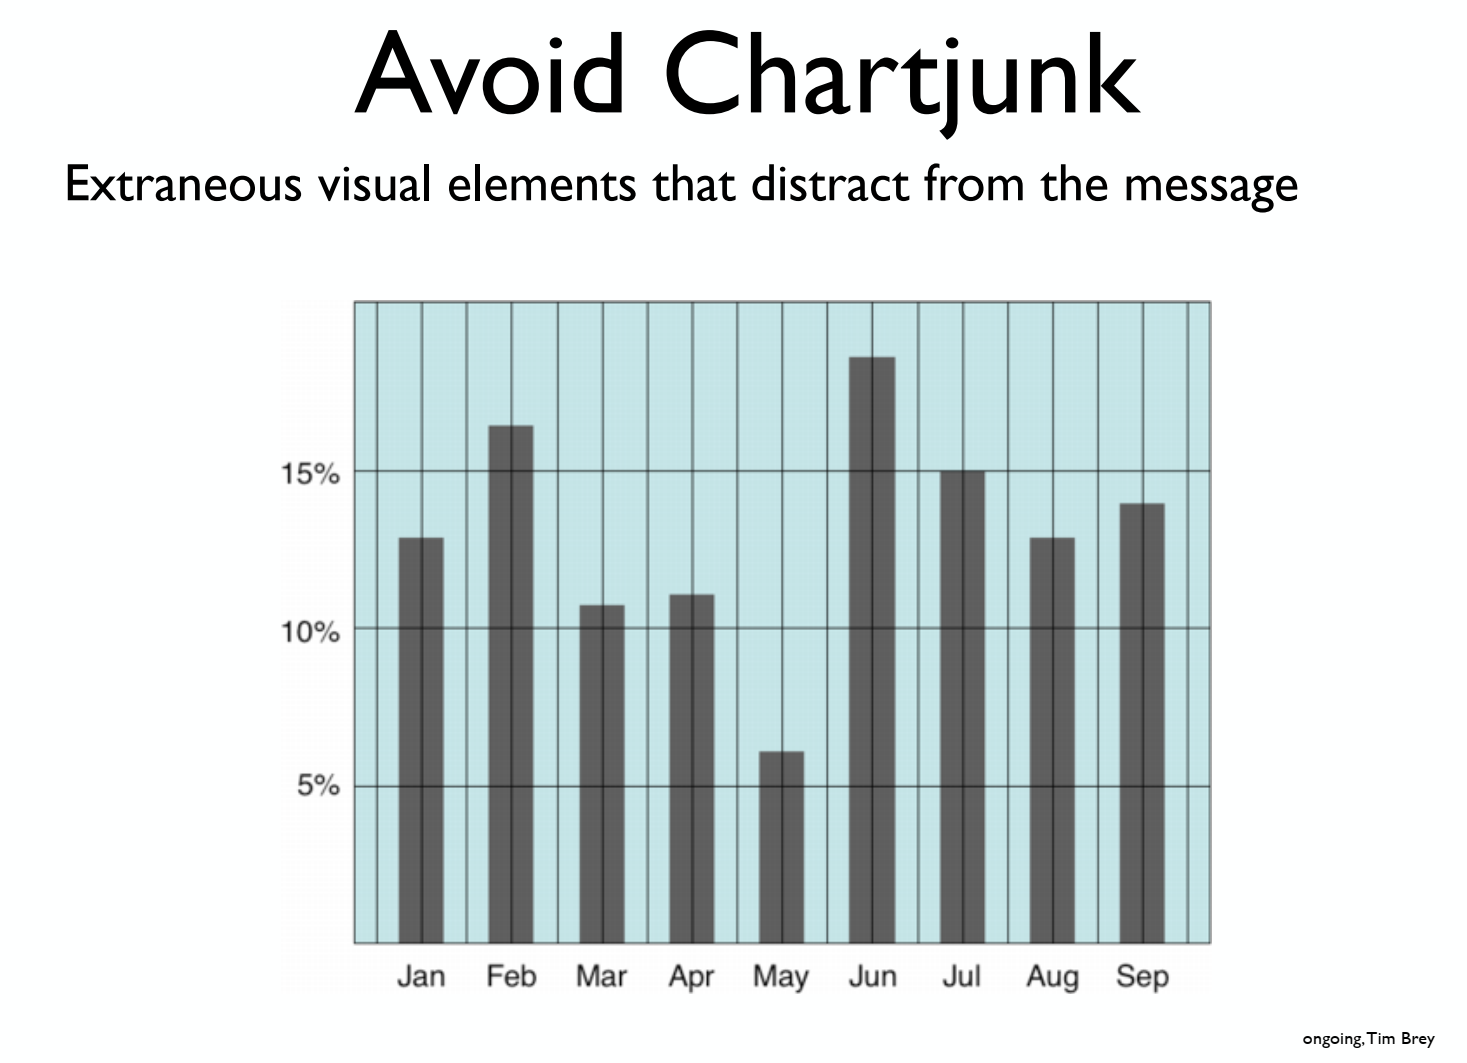 Avoid Chartjunk
Extraneous visual elements that distract from the message
15%
10%
5%
Jan Feb Mar Apr May Jun Jul Aug Sep
ongoing, Tim Brey